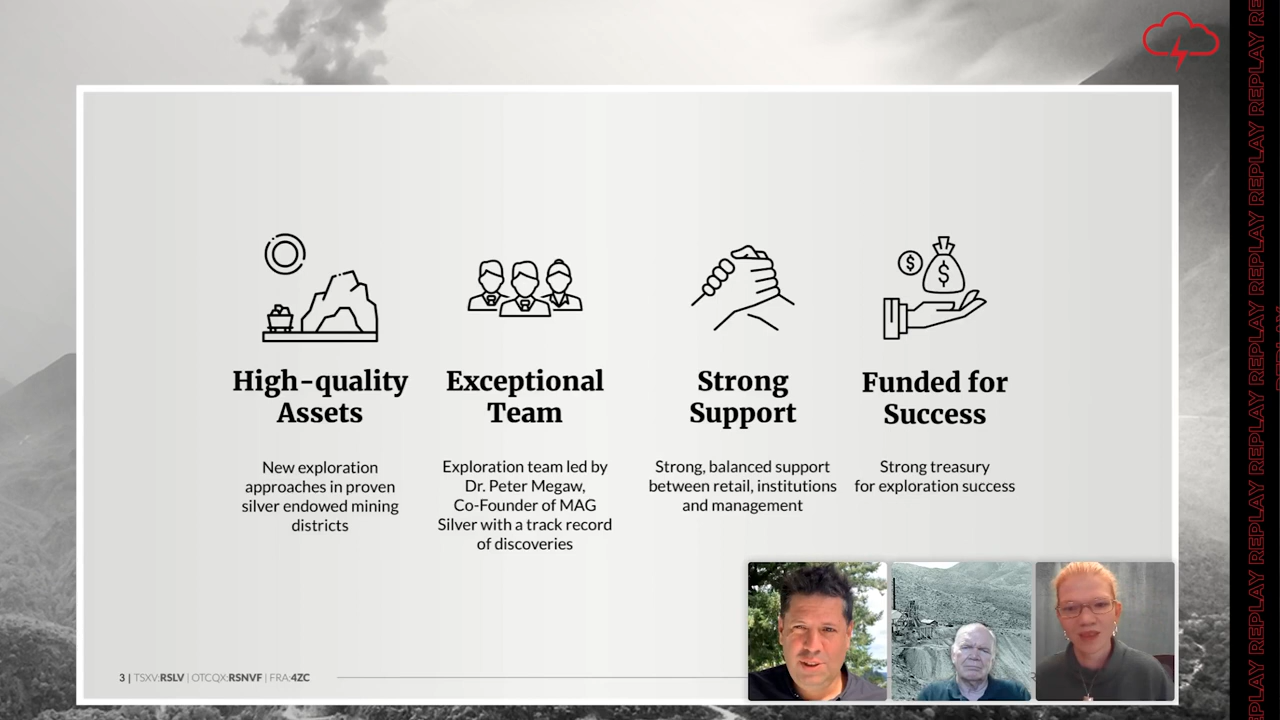 High-quality
Assets
New exploration
approaches in proven
silver endowed mining
districts
Exceptional
Team
Exploration team led by
Dr. Peter Megaw,
Co-Founder of MAG
Silver with a track record
of discoveries
Strong
Support
Strong, balanced support
between retail, institutions
and management
Funded for
Success
Strong treasury
for exploration success
3 | TSXV:RSLV | OTCQX:RSNVF | FRA:4ZC
REPLAY REPLAY REPLAY REPLAY REPLAY REPLAY REPLAY REPLAY